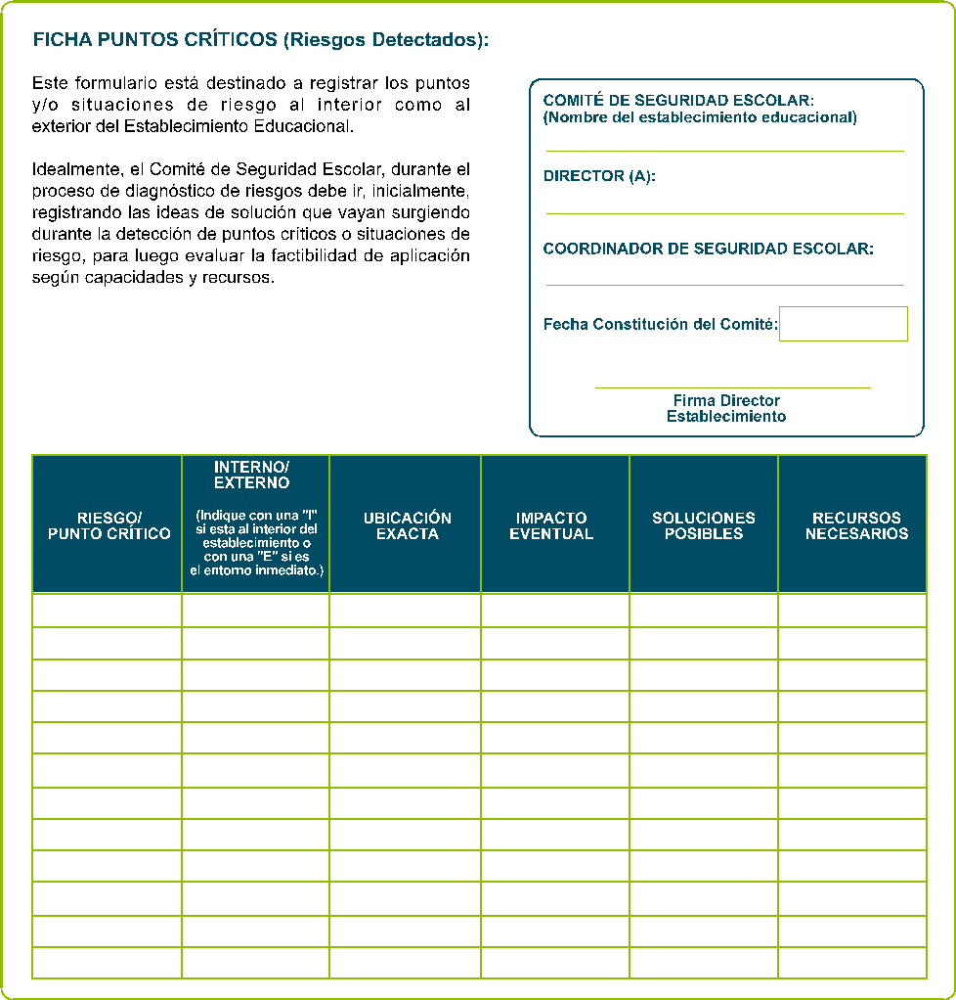 FICHA PUNTOS CRÍTICOS (Riesgos Detectados):
Este formulario está destinado a registrar los puntos
y/o situaciones de riesgo al interior como al
exterior del Establecimiento Educacional.
Idealmente, el Comité de Seguridad Escolar, durante el
proceso de diagnóstico de riesgos debe ir, inicialmente,
registrando las ideas de solución que vayan surgiendo
durante la detección de puntos críticos o situaciones de
riesgo, para luego evaluar la factibilidad de aplicación
según capacidades y recursos.
COMITÉ DE SEGURIDAD ESCOLAR:
(Nombre del establecimiento educacional)
DIRECTOR (A):
COORDINADOR DE SEGURIDAD ESCOLAR:
Fecha Constitución del Comité:
Firma Director
Establecimiento
RIESGO/
PUNTO CRÍTICO
INTERNO/
EXTERNO
(Indique con una "I"
si esta al interior del
establecimiento o
con una "E" si es
el entorno inmediato.)
UBICACIÓN
EXACTA
IMPACTO
EVENTUAL
SOLUCIONES
POSIBLES
RECURSOS
NECESARIOS